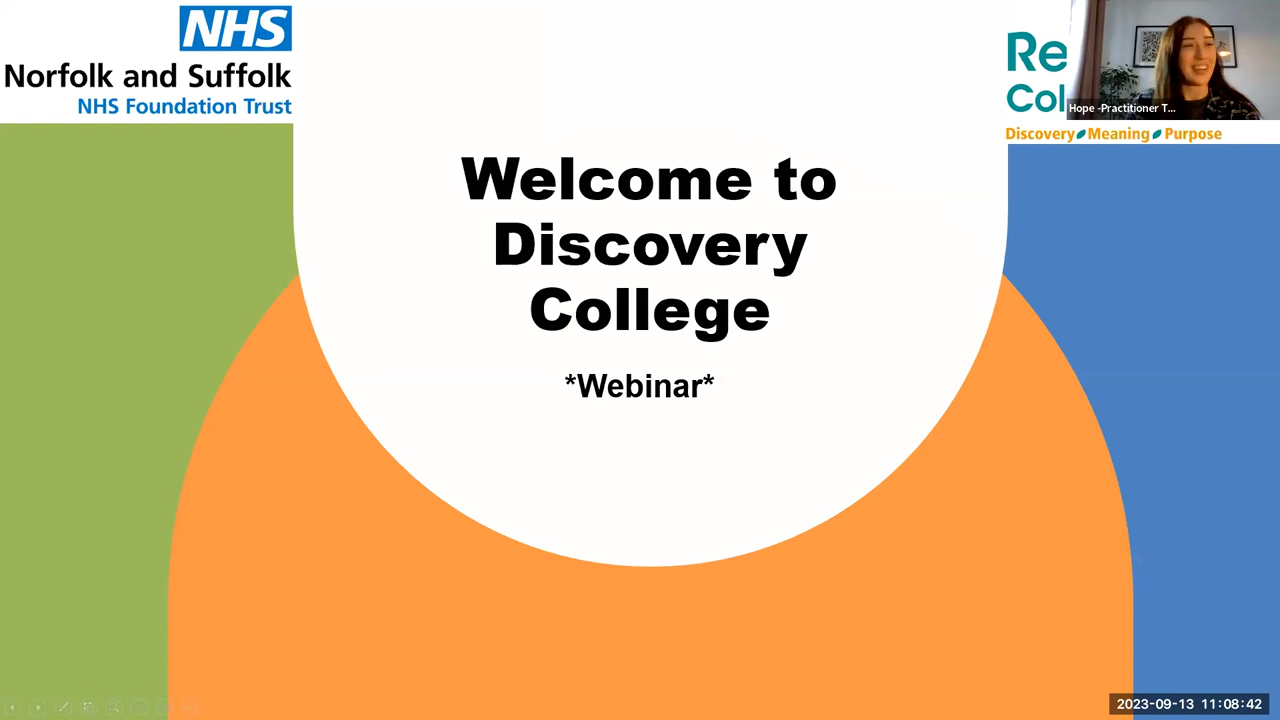 NHS
Norfolk and Suffolk
NHS Foundation Trust
Re
Col
Hope -Practitioner T...
Discovery Meaning Purpose
Welcome to
Discovery
College
*Webinar*
2023-09-13 11:08:42